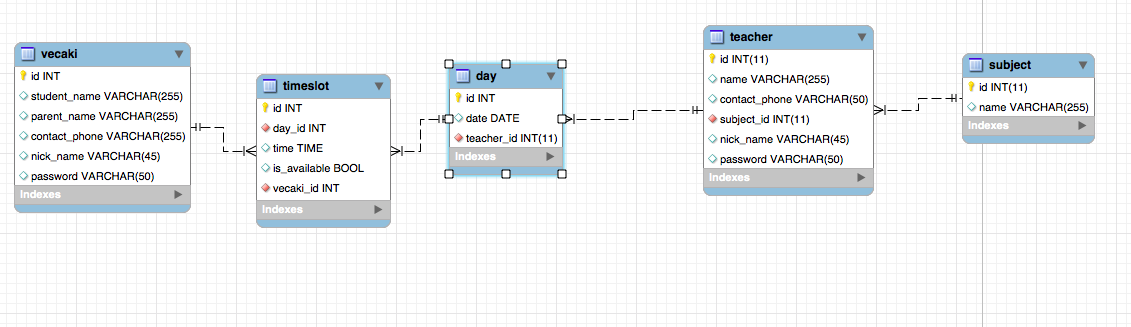 vecaki
id INT
student_name VARCHAR(255)
parent_name VARCHAR(255)
contact_phone VARCHAR(255)
nick_name VARCHAR(45)
password VARCHAR(50)
Indexes
timeslot
id INT
day_id INT
time TIME
is_available BOOL
vecaki_id INT
Indexes
day
id INT
date DATE
teacher_id INT(11)
Indexes
teacher
id INT(11)
name VARCHAR(255)
contact_phone VARCHAR(50)
subject_id INT(11)
nick_name VARCHAR(45)
password VARCHAR(50)
Indexes
subject
id INT(11)
name VARCHAR(255)
Indexes